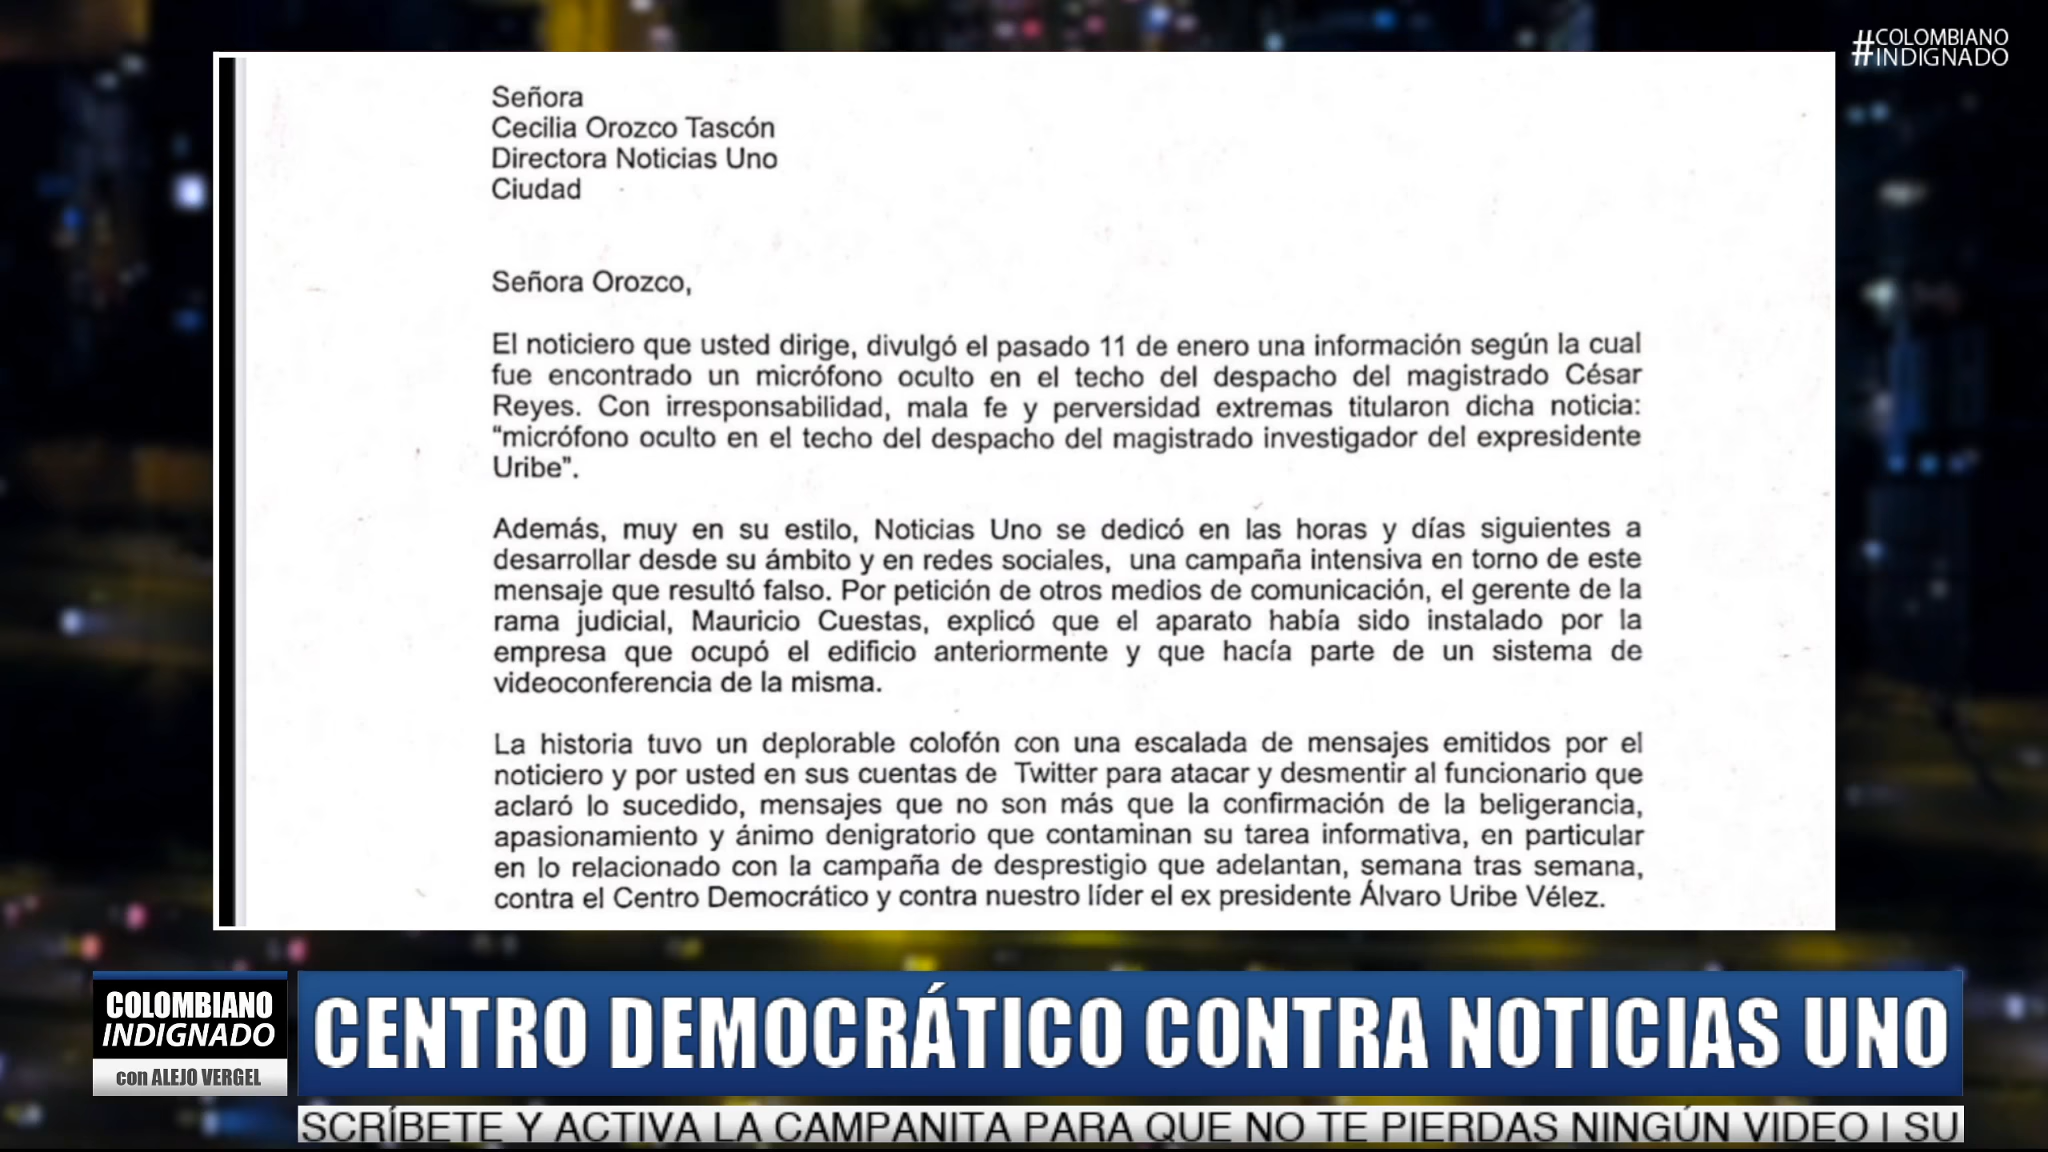 #COLOMBIANO
INDIGNADO
Señora
Cecilia Orozco Tascón
Directora Noticias Uno
Ciudad
Señora Orozco,
El noticiero que usted dirige, divulgó el pasado 11 de enero una información según la cual
fue encontrado un micrófono oculto en el techo del despacho del magistrado César
Reyes. Con irresponsabilidad, mala fe y perversidad extremas titularon dicha noticia:
“micrófono oculto en el techo del despacho del magistrado investigador del expresidente
Uribe”.
Además, muy en su estilo, Noticias Uno se dedicó en las horas y días siguientes a
desarrollar desde su ámbito y en redes sociales, una campaña intensiva en torno de este
mensaje que resultó falso. Por petición de otros medios de comunicación, el gerente de la
rama judicial, Mauricio Cuestas, explicó que el aparato había sido instalado por la
empresa que ocupó el edificio anteriormente y que hacía parte de un sistema de
videoconferencia de la misma.
La historia tuvo un deplorable colofón con una escalada de mensajes emitidos por el
noticiero y por usted en sus cuentas de Twitter para atacar y desmentir al funcionario que
aclaró lo sucedido, mensajes que no son más que la confirmación de la beligerancia,
apasionamiento y ánimo denigratorio que contaminan su tarea informativa, en particular
en lo relacionado con la campaña de desprestigio que adelantan, semana tras semana,
contra el Centro Democrático y contra nuestro líder el ex presidente Álvaro Uribe Vélez.
COLOMBIANO
INDIGNADO
con ALEJO VERGEL
CENTRO DEMOCRÁTICO CONTRA NOTICIAS UNO
SCRÍBETE Y ACTIVA LA CAMPANITA PARA QUE NO TE PIERDAS NINGÚN VIDEO | SU